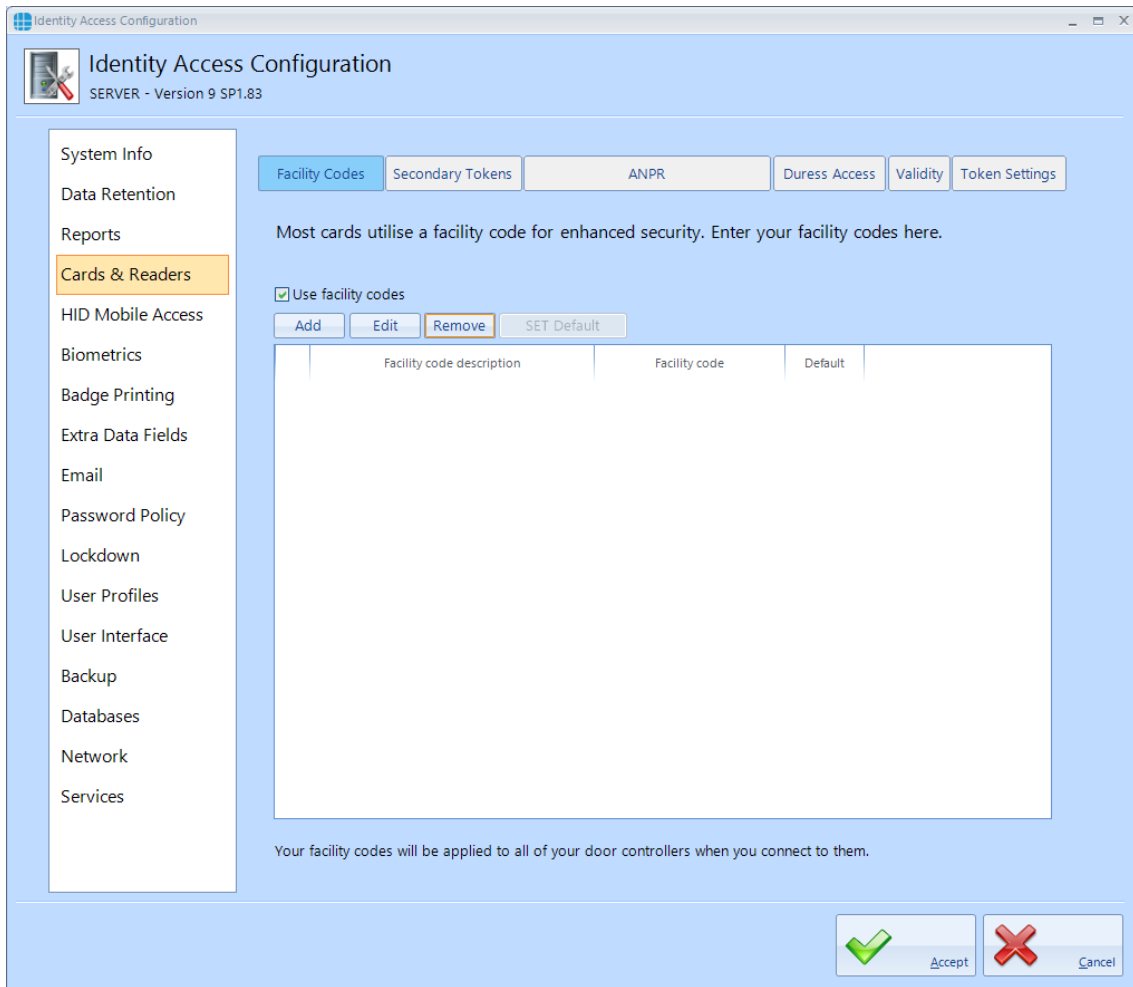 Identity Access Configuration
Identity Access Configuration
SERVER - Version 9 SP1.83
System Info
Data Retention
Reports
Cards & Readers
HID Mobile Access
Biometrics
Badge Printing
Extra Data Fields
Email
Password Policy
Lockdown
User Profiles
User Interface
Backup
Databases
Network
Services
Facility Codes Secondary Tokens ANPR Duress Access Validity Token Settings
Most cards utilise a facility code for enhanced security. Enter your facility codes here.
Use facility codes
Add Edit Remove SET Default
Facility code description Facility code Default
Your facility codes will be applied to all of your door controllers when you connect to them.
Accept Cancel